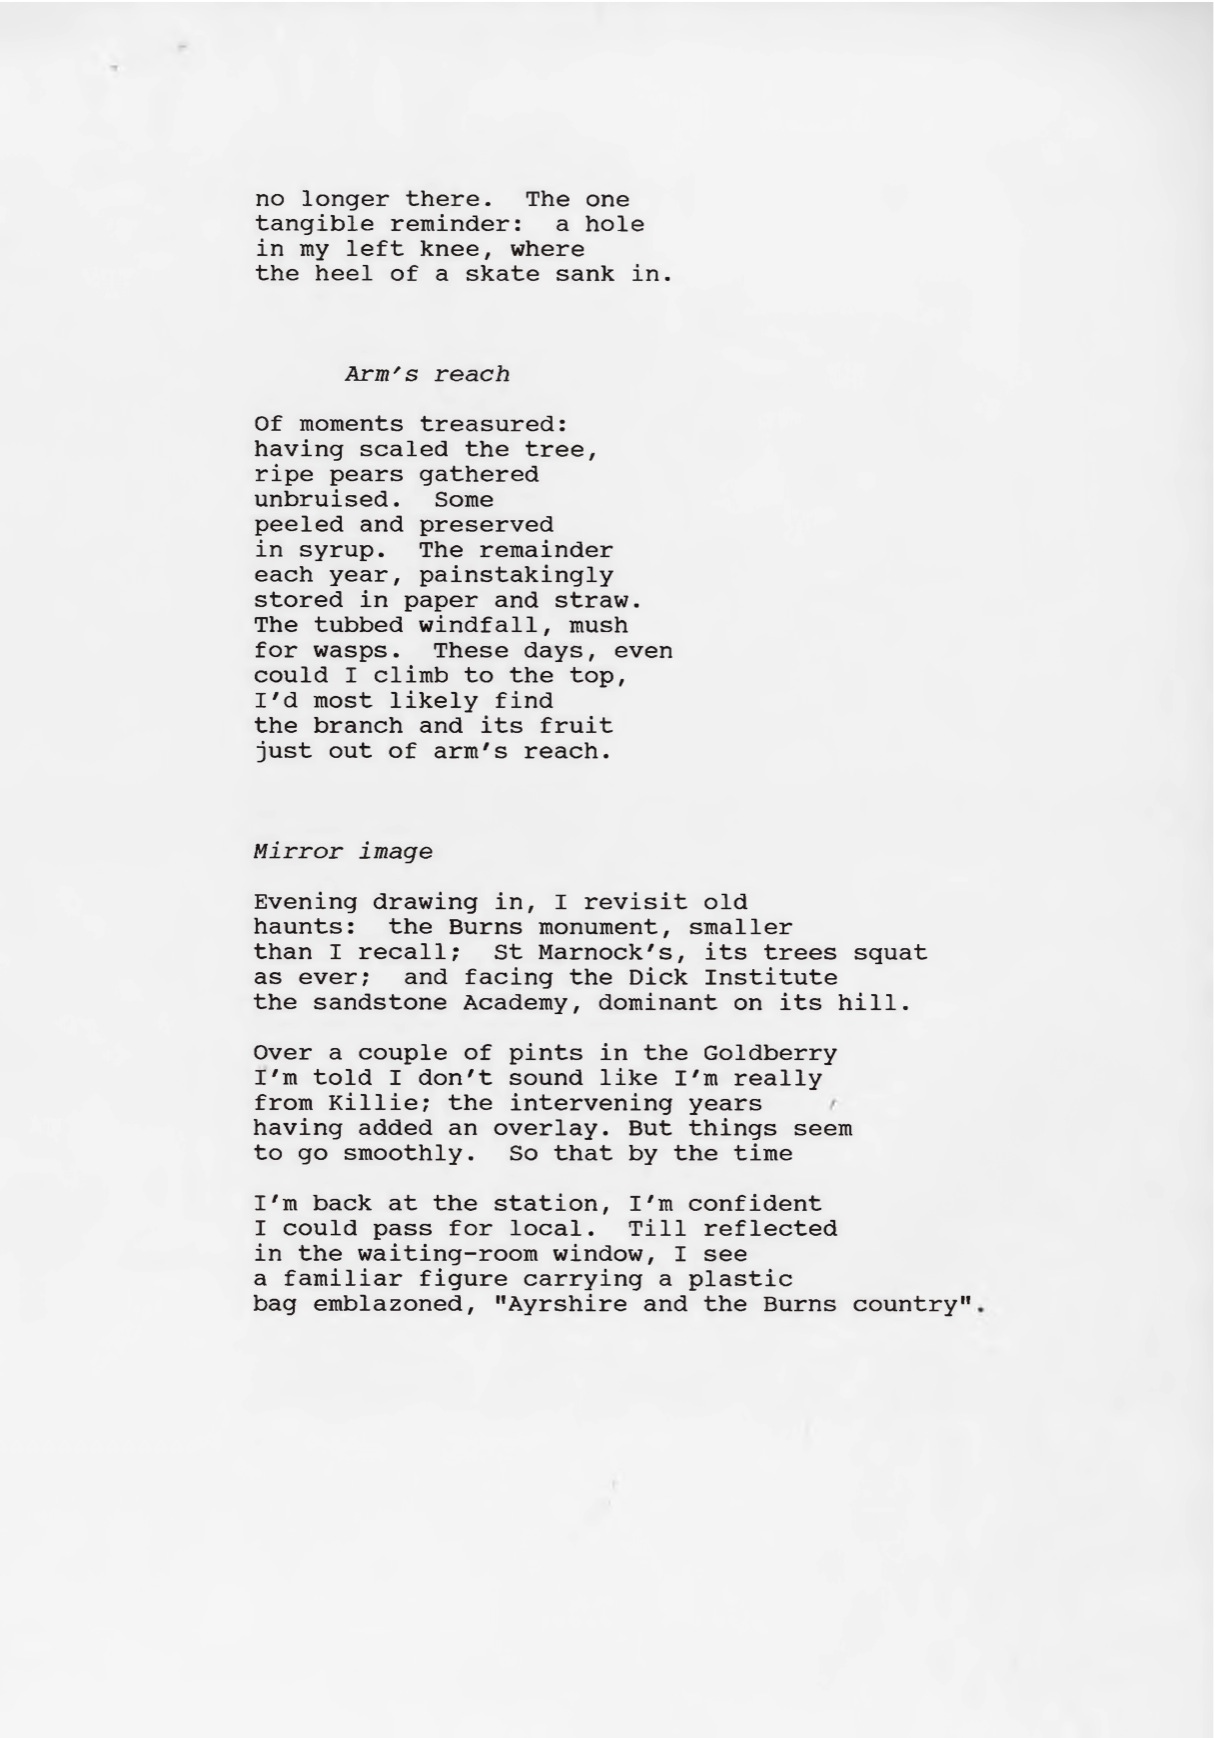 no longer there.  The one
tangible reminder:  a hole
in my left knee, where
the heel of a skate sank in.
Arm's reach
Of moments treasured:
having scaled the tree,
ripe pears gathered
unbruised.  Some
peeled and preserved
in syrup.  The remainder
each year, painstakingly
stored in paper and straw.
The tubbed windfall, mush
for wasps.  These days, even
could I climb to the top,
I'd most likely find
the branch and its fruit
just out of arm's reach.
Mirror image
Evening drawing in, I revisit old
haunts:  the Burns monument, smaller
than I recall;  St Marnock's, its trees squat
as ever;  and facing the Dick Institute
the sandstone Academy, dominant on its hill.
Over a couple of pints in the Goldberry
I'm told I don't sound like I'm really
from Killie; the intervening years
having added an overlay. But things seem
to go smoothly.  So that by the time
I'm back at the station, I'm confident
I could pass for local.  Till reflected
in the waiting-room window, I see
a familiar figure carrying a plastic
bag emblazoned, "Ayrshire and the Burns country".